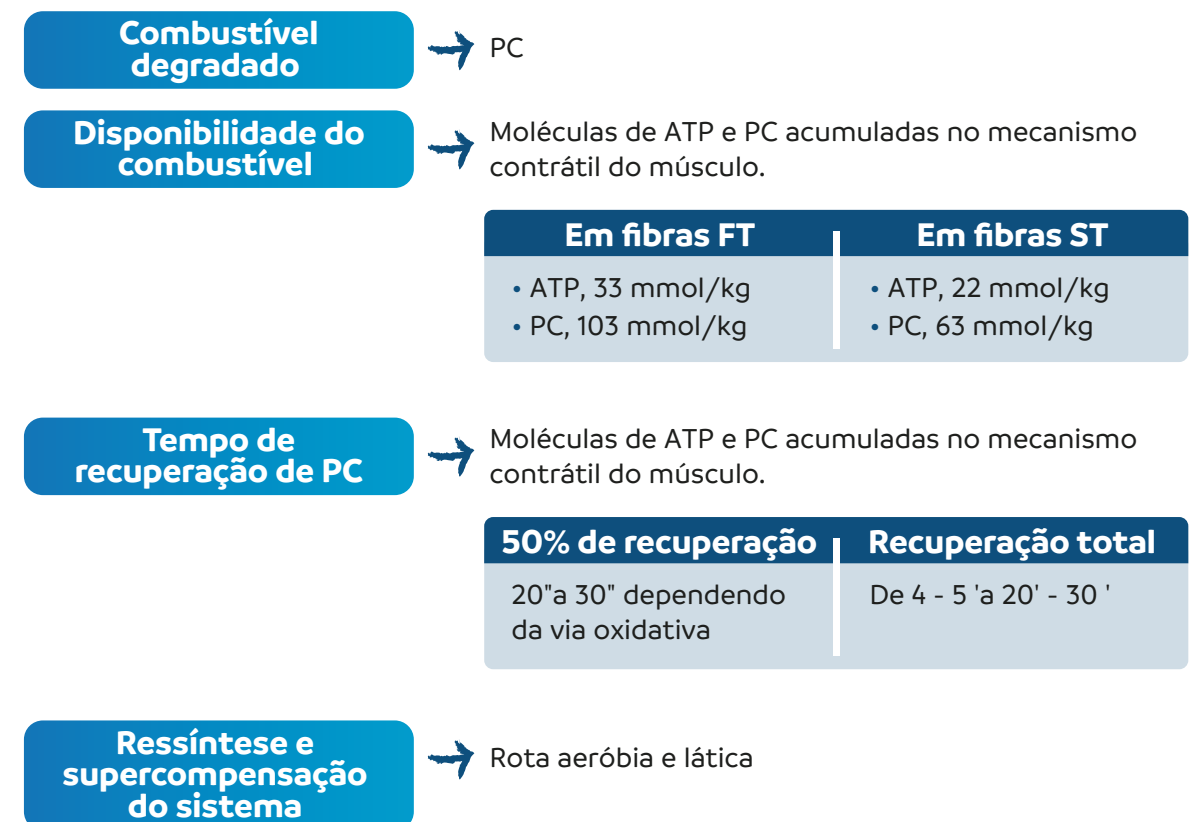 Combustível
degradado
PC
Disponibilidade do
combustível
Moléculas de ATP e PC acumuladas no mecanismo
contrátil do músculo.
Em fibras FT
• ATP, 33 mmol/kg
• PC, 103 mmol/kg
Em fibras ST
• ATP, 22 mmol/kg
• PC, 63 mmol/kg
Tempo de
recuperação de PC
Moléculas de ATP e PC acumuladas no mecanismo
contrátil do músculo.
50% de recuperação
20"a 30" dependendo
da via oxidativa
Recuperação total
De 4 - 5 'a 20' - 30 '
Ressíntese e
supercompensação
do sistema
Rota aeróbia e lática